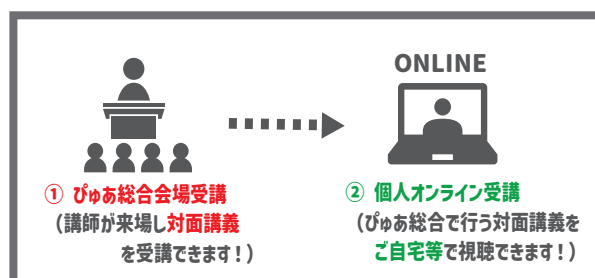 ONLINE
① ぴゅあ総合会場受講
(講師が来場し対面講義
を受講できます！)
② 個人オンライン受講
(ぴゅあ総合で行う対面講義を
ご自宅等で視聴できます！)